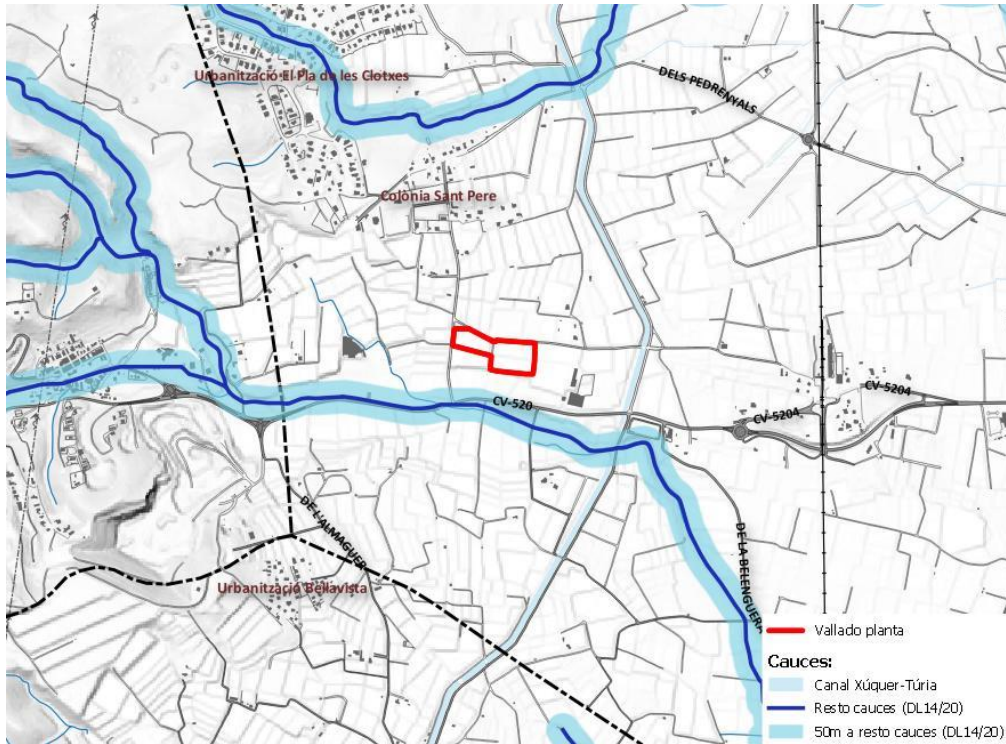 Urbanització El Pla de les Clotxes
DELS PEDRENYALS
Colònia Sant Pere
CV-520
CV-5204
CV-5204
DE L'ALMAGUER
DE LA BELENGUERA
Urbanització Bellavista
Vallado planta
Cauces:
Canal Xúquer-Túria
Resto cauces (DL14/20)
50m a resto cauces (DL14/20)